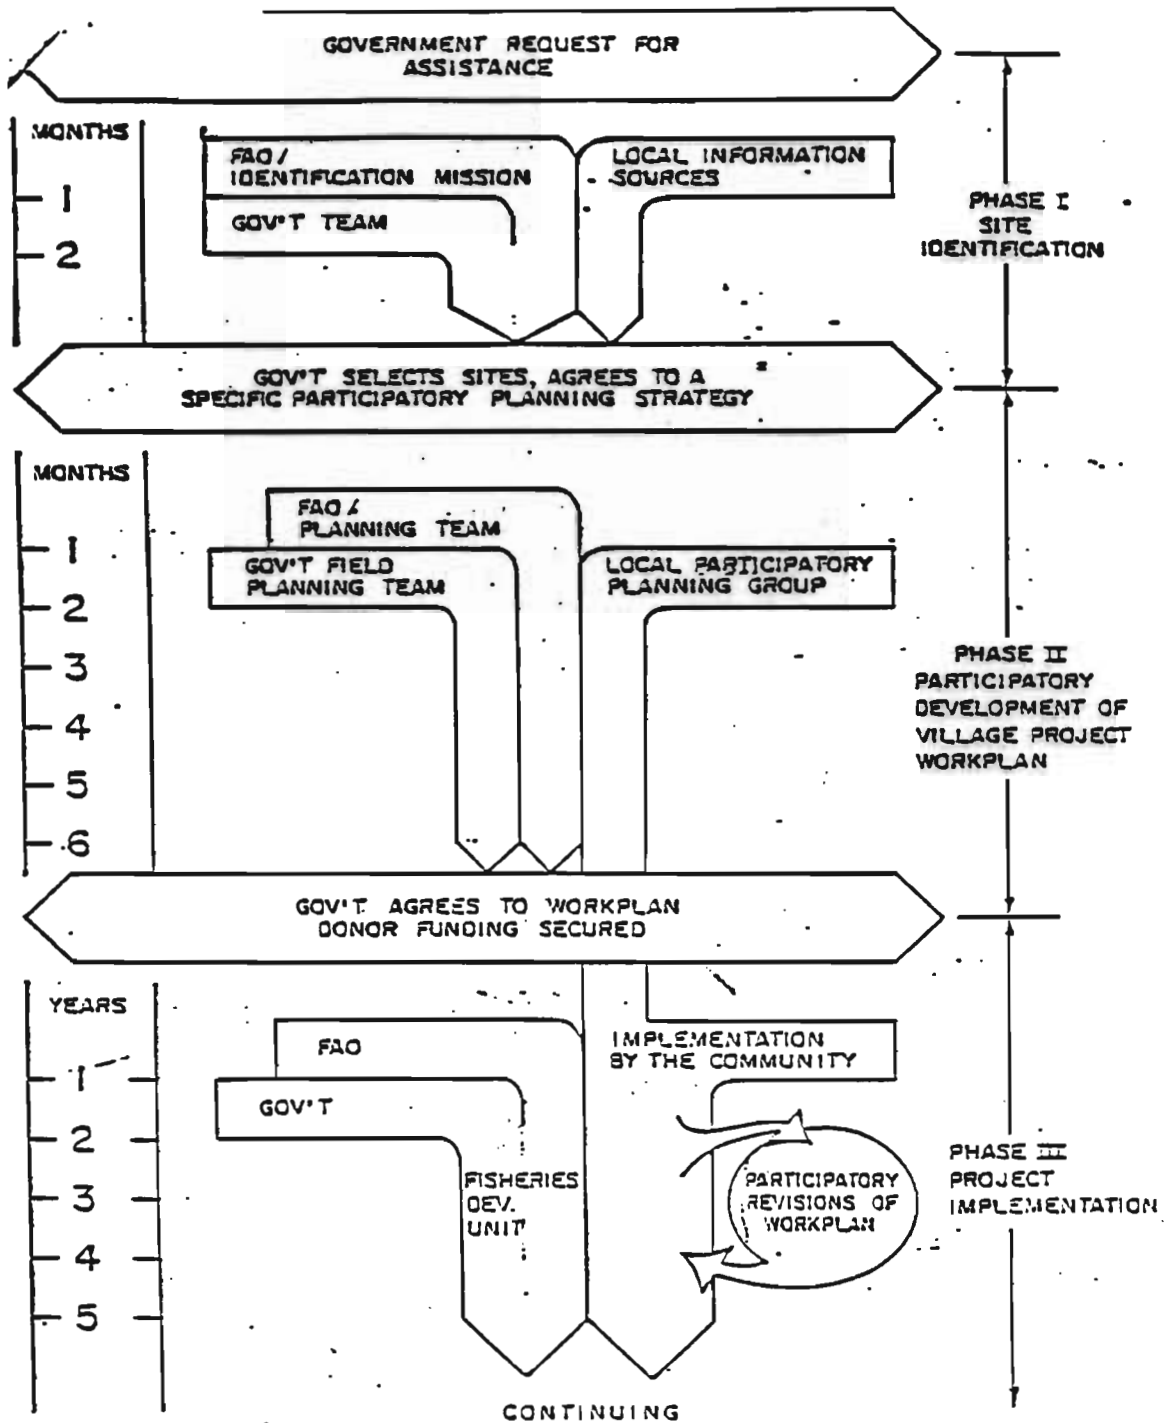 GOVERNMENT REQUEST FOR
ASSISTANCE
MONTHS
1
2
FAO/
IDENTIFICATION MISSION
GOV'T TEAM
LOCAL INFORMATION
SOURCES
PHASE I
SITE
IDENTIFICATION
GOV'T SELECTS SITES, AGREES TO A
SPECIFIC PARTICIPATORY PLANNING STRATEGY
MONTHS
1
2
3
4
5
6
FAO/
PLANNING TEAM
GOV'T FIELD
PLANNING TEAM
LOCAL PARTICIPATORY
PLANNING GROUP
PHASE II
PARTICIPATORY
DEVELOPMENT OF
VILLAGE PROJECT
WORKPLAN
GOV'T. AGREES TO WORKPLAN
DONOR FUNDING SECURED
YEARS
1
2
3
4
5
FAO
GOV'T
FISHERIES
DEV.
UNIT
IMPLEMENTATION
BY THE COMMUNITY
PARTICIPATORY
REVISIONS OF
WORKPLAN
PHASE III
PROJECT
IMPLEMENTATION
CONTINUING